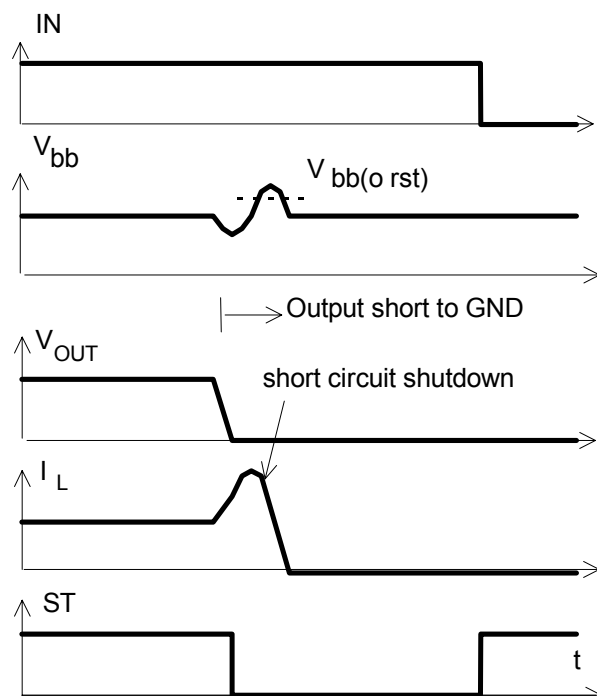 IN
V bb
V bb(o rst)
Output short to GND
V OUT
short circuit shutdown
I L
ST
t